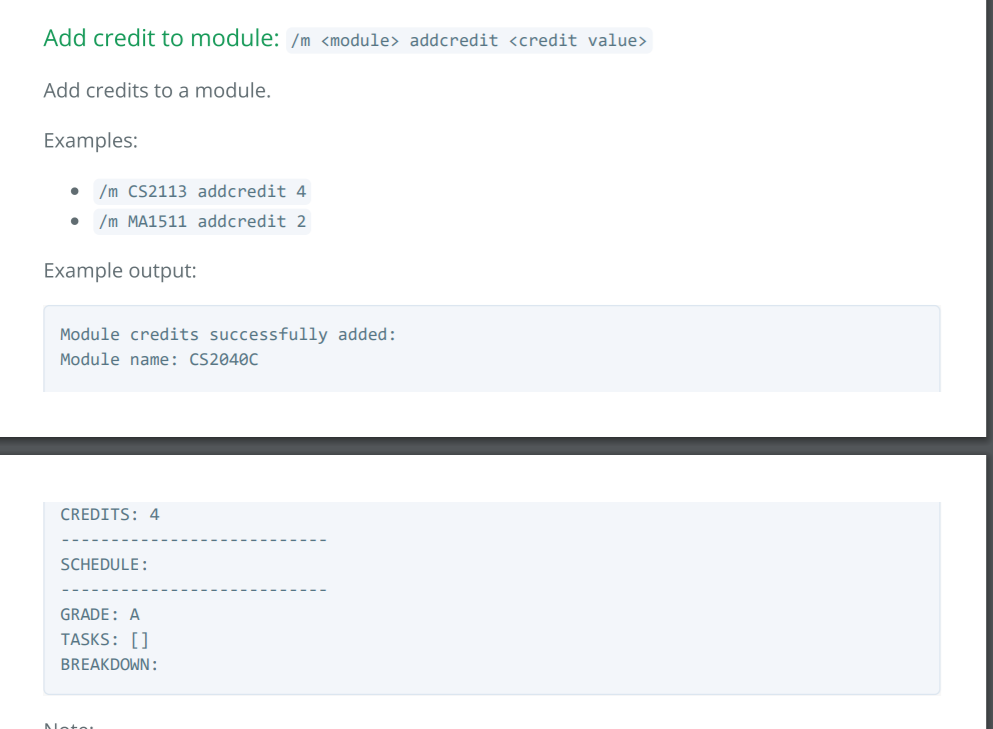 Add credit to module: /m <module> addcredit <credit value>
Add credits to a module.
Examples:
• /m CS2113 addcredit 4
• /m MA1511 addcredit 2
Example output:
Module credits successfully added:
Module name: CS2040C
CREDITS: 4
---------------------------
SCHEDULE:
---------------------------
GRADE: A
TASKS: []
BREAKDOWN:
Note: